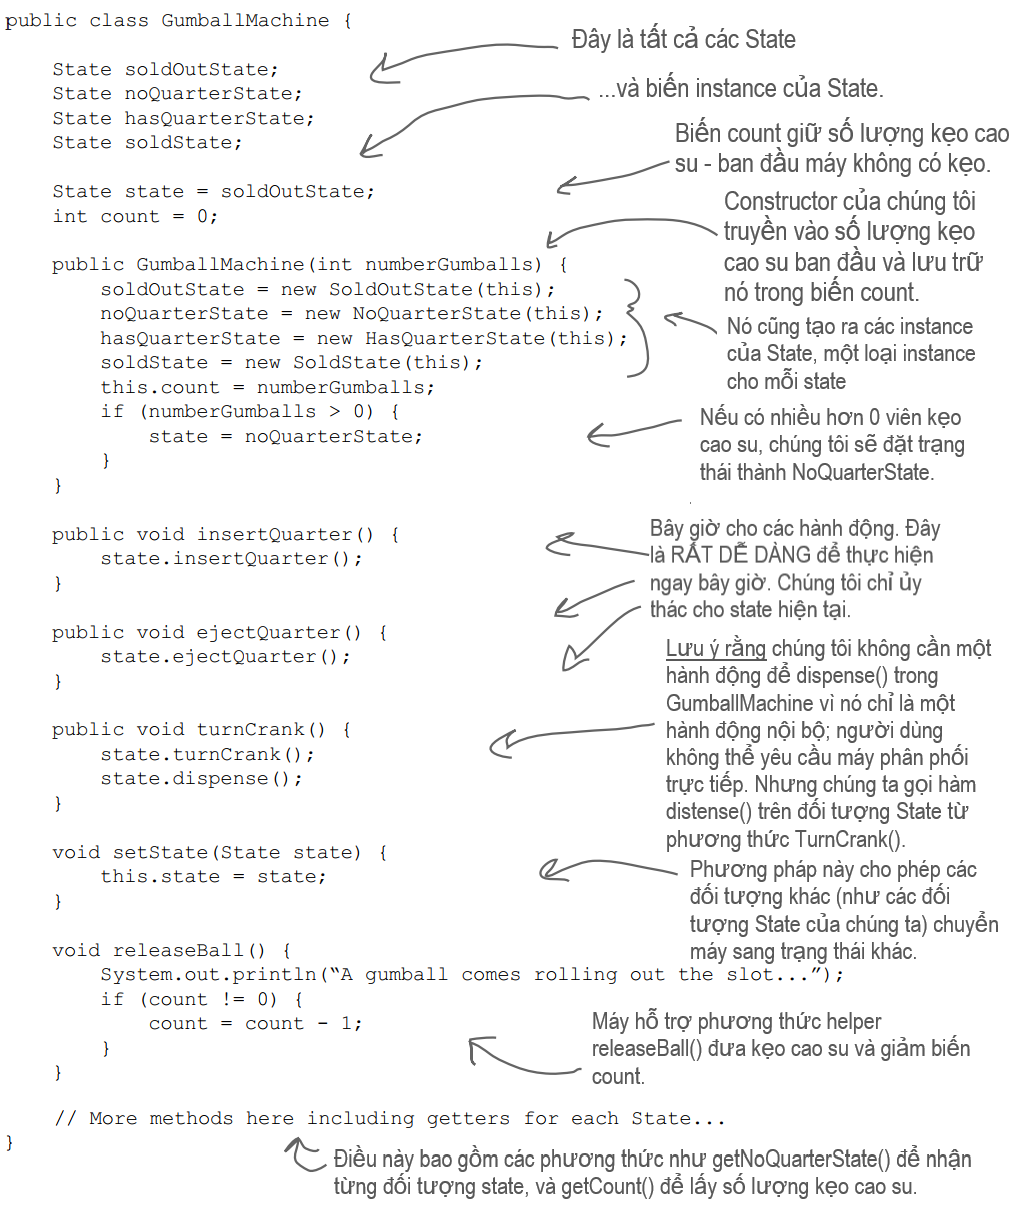 public class GumballMachine {
Đây là tất cả các State
State soldOutState;
State noQuarterState;
State hasQuarterState;
State soldState;
...và biến instance của State.
Biến count giữ số lượng kẹo cao
su - ban đầu máy không có kẹo.
State state = soldOutState;
int count = 0;
Constructor của chúng tôi
truyền vào số lượng kẹo
cao su ban đầu và lưu trữ
nó trong biến count.
public GumballMachine(int numberGumballs) {
soldOutState = new SoldOutState(this);
noQuarterState = new NoQuarterState(this);
hasQuarterState = new HasQuarterState(this);
soldState = new SoldState(this);
Nó cũng tạo ra các instance
của State, một loại instance
cho mỗi state
this.count = numberGumballs;
if (numberGumballs > 0) {
state = noQuarterState;
}
}
Nếu có nhiều hơn 0 viên kẹo
cao su, chúng tôi sẽ đặt trạng
thái thành NoQuarterState.
public void insertQuarter() {
state.insertQuarter();
}
Bây giờ cho các hành động. Đây
là RẤT DỄ DÀNG để thực hiện
ngay bây giờ. Chúng tôi chỉ ủy
thác cho state hiện tại.
public void ejectQuarter() {
state.ejectQuarter();
}
public void turnCrank() {
state.turnCrank();
state.dispense();
}
Lưu ý rằng chúng tôi không cần một
hành động để dispense() trong
GumballMachine vì nó chỉ là một
hành động nội bộ; người dùng
không thể yêu cầu máy phân phối
trực tiếp. Nhưng chúng ta gọi hàm
distense() trên đối tượng State từ
phương thức TurnCrank().
void setState(State state) {
this.state = state;
}
Phương pháp này cho phép các
đối tượng khác (như các đối
tượng State của chúng ta) chuyển
máy sang trạng thái khác.
void releaseBall() {
System.out.println(“A gumball comes rolling out the slot...”);
if (count != 0) {
count = count - 1;
}
}
Máy hỗ trợ phương thức helper
releaseBall() đưa kẹo cao su và giảm biến
count.
// More methods here including getters for each State...
}
Điều này bao gồm các phương thức như getNoQuarterState() để nhận
từng đối tượng state, và getCount() để lấy số lượng kẹo cao su.